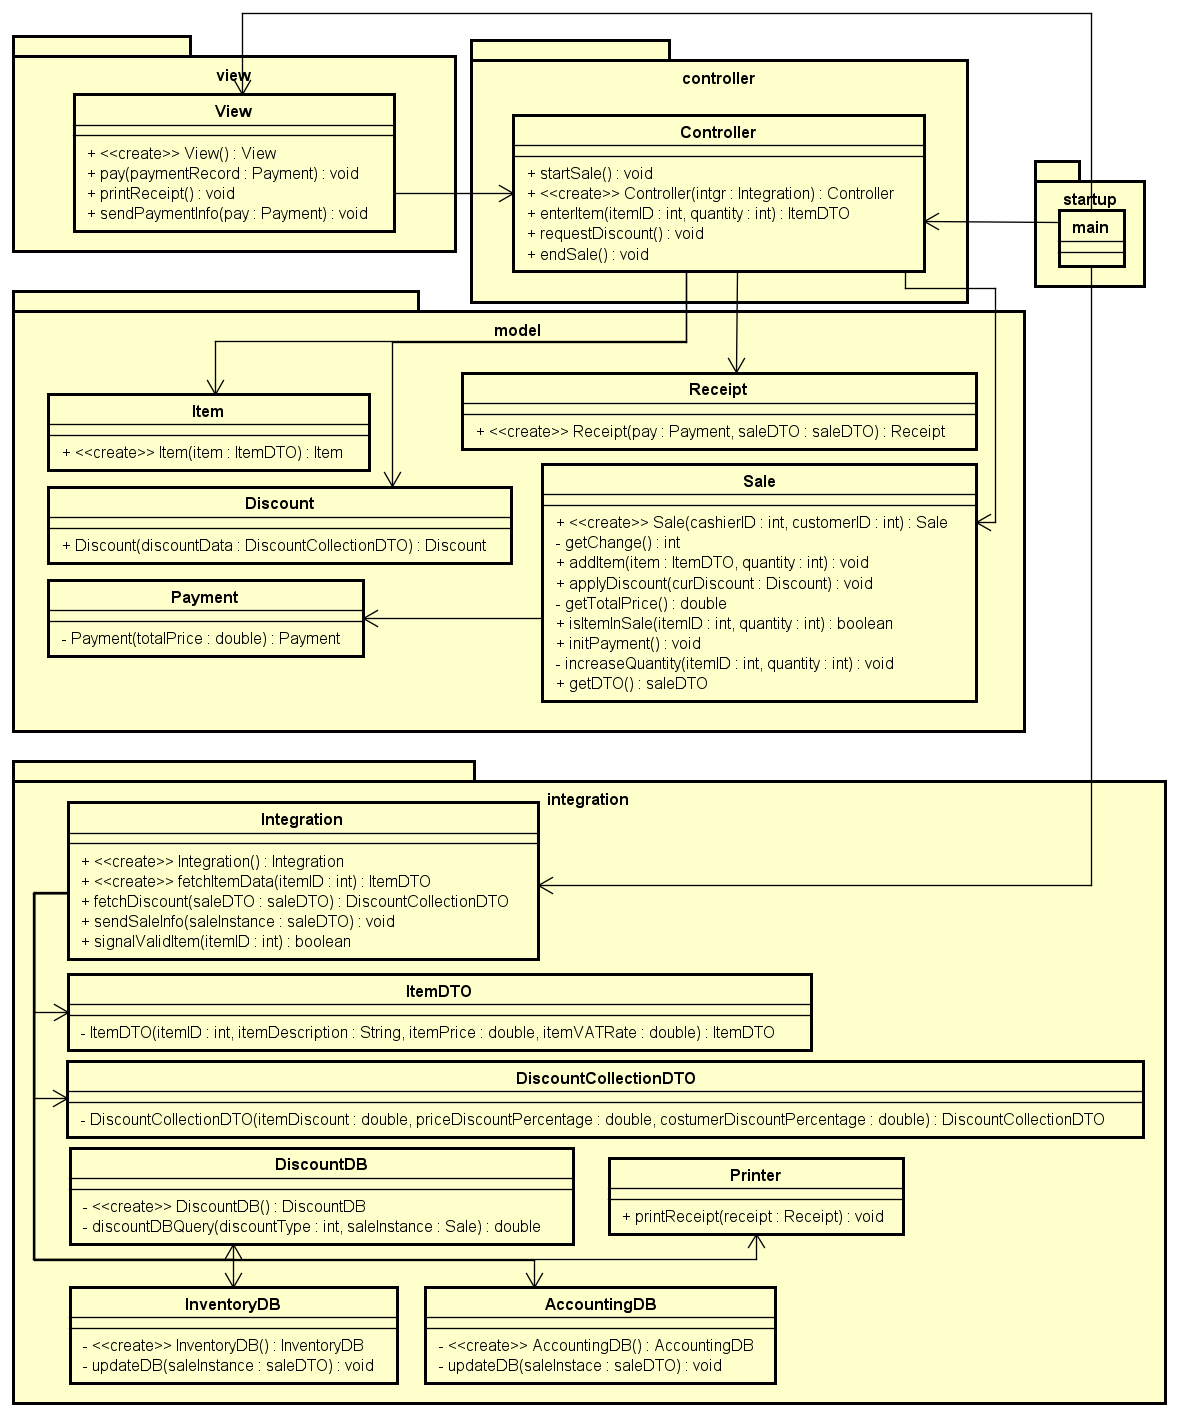 view
View
+ <<create>> View() : View
+ pay(paymentRecord : Payment) : void
+ printReceipt() : void
+ sendPaymentInfo(pay : Payment) : void
controller
Controller
+ startSale() : void
+ <<create>> Controller(intgr : Integration) : Controller
+ enterItem(itemID : int, quantity : int) : ItemDTO
+ requestDiscount() : void
+ endSale() : void
startup
main
model
Item
+ <<create>> Item(item : ItemDTO) : Item
Receipt
+ <<create>> Receipt(pay : Payment, saleDTO : saleDTO) : Receipt
Discount
+ Discount(discountData : DiscountCollectionDTO) : Discount
Sale
+ <<create>> Sale(cashierID : int, customerID : int) : Sale
- getChange() : int
+ addItem(item : ItemDTO, quantity : int) : void
+ applyDiscount(curDiscount : Discount) : void
- getTotalPrice() : double
+ isItemInSale(itemID : int, quantity : int) : boolean
+ initPayment() : void
- increaseQuantity(itemID : int, quantity : int) : void
+ getDTO() : saleDTO
Payment
- Payment(totalPrice : double) : Payment
integration
Integration
+ <<create>> Integration() : Integration
+ <<create>> fetchItemData(itemID : int) : ItemDTO
+ fetchDiscount(saleDTO : saleDTO) : DiscountCollectionDTO
+ sendSaleInfo(saleInstance : saleDTO) : void
+ signalValidItem(itemID : int) : boolean
ItemDTO
- ItemDTO(itemID : int, itemDescription : String, itemPrice : double, itemVATRate : double) : ItemDTO
DiscountCollectionDTO
- DiscountCollectionDTO(itemDiscount : double, priceDiscountPercentage : double, costumerDiscountPercentage : double) : DiscountCollectionDTO
DiscountDB
- <<create>> DiscountDB() : DiscountDB
- discountDBQuery(discountType : int, saleInstance : Sale) : double
Printer
+ printReceipt(receipt : Receipt) : void
InventoryDB
- <<create>> InventoryDB() : InventoryDB
- updateDB(saleInstance : saleDTO) : void
AccountingDB
- <<create>> AccountingDB() : AccountingDB
- updateDB(saleInstace : saleDTO) : void